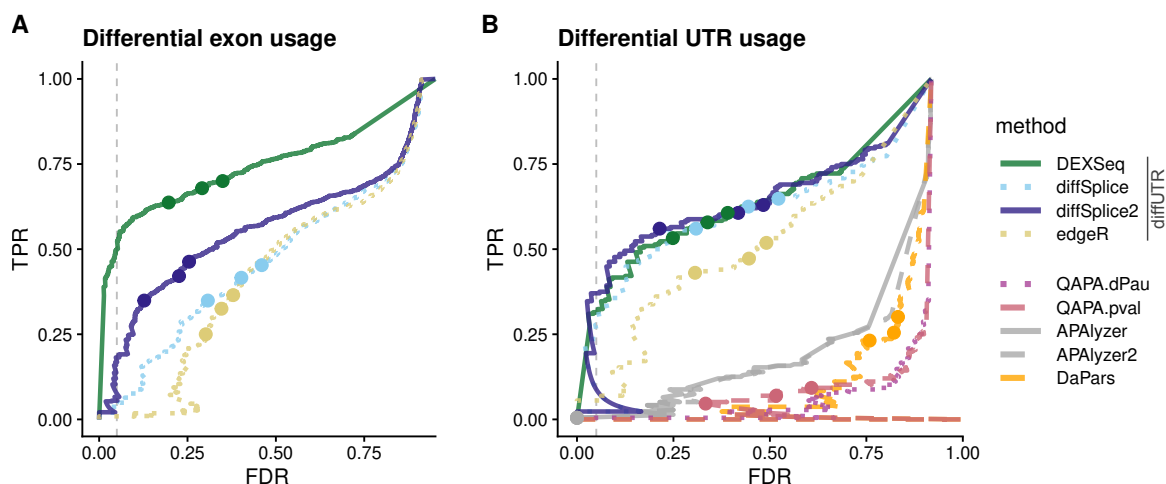 A
Differential exon usage
1.00
0.75
0.50
0.25
0.00
TPR
0.00
0.25
0.50
0.75
FDR
B
Differential UTR usage
1.00
0.75
0.50
0.25
0.00
TPR
0.00
0.25
0.50
0.75
1.00
FDR
method
DEXSeq
diffSplice
diffSplice2
edgeR
diffUTR
QAPA.dPau
QAPA.pval
APAlyzer
APAlyzer2
DaPars